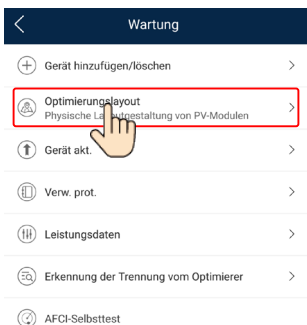 Wartung
Gerät hinzufügen/löschen
Optimierungslayout
Physische Layoutgestaltung von PV-Modulen
Gerät akt.
Verw. prot.
Leistungsdaten
Erkennung der Trennung vom Optimierer
AFCI-Selbsttest